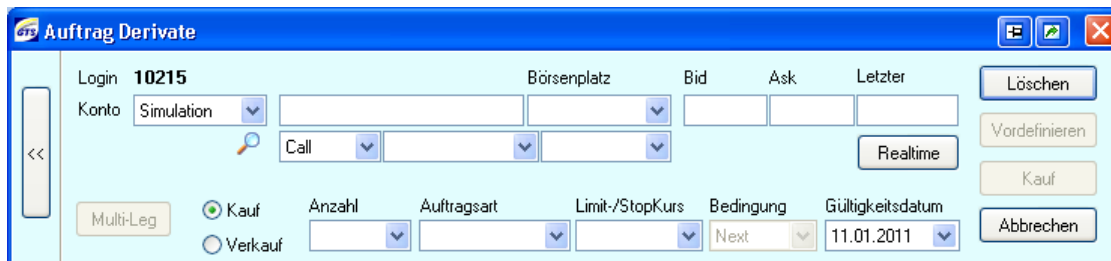 GTS Auftrag Derivate
Login 10215 Börsenplatz Bid Ask Letzter Löschen
Konto Simulation
Vordefinieren
<< Call Realtime
Kauf
Multi-Leg Kauf Anzahl Auftragsart Limit-/StopKurs Bedingung Gültigkeitsdatum
Verkauf Next 11.01.2011 Abbrechen